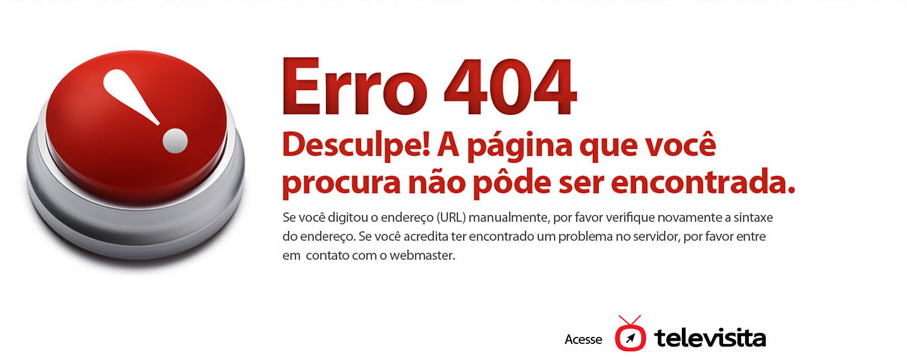 Erro 404
Desculpe! A página que você
procura não pôde ser encontrada.
Se você digitou o endereço (URL) manualmente, por favor verifique novamente a sintaxe
do endereço. Se você acredita ter encontrado um problema no servidor, por favor entre
em contato com o webmaster.
Acesse televisita